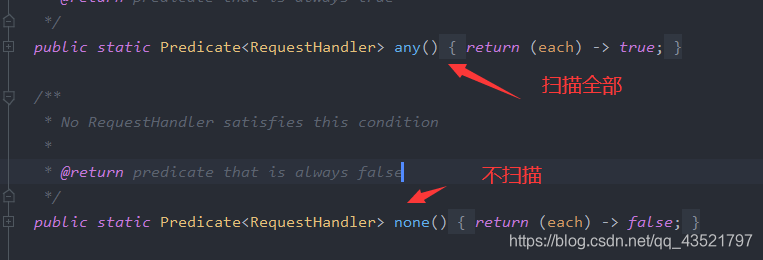 * @return predicate that is always true
*/
public static Predicate<RequestHandler> any() { return (each) -> true; }
扫描全部
/**
* No RequestHandler satisfies this condition
*
* @return predicate that is always false
不扫描
*/
public static Predicate<RequestHandler> none() { return (each) -> false; }
https://blog.csdn.net/qq_43521797